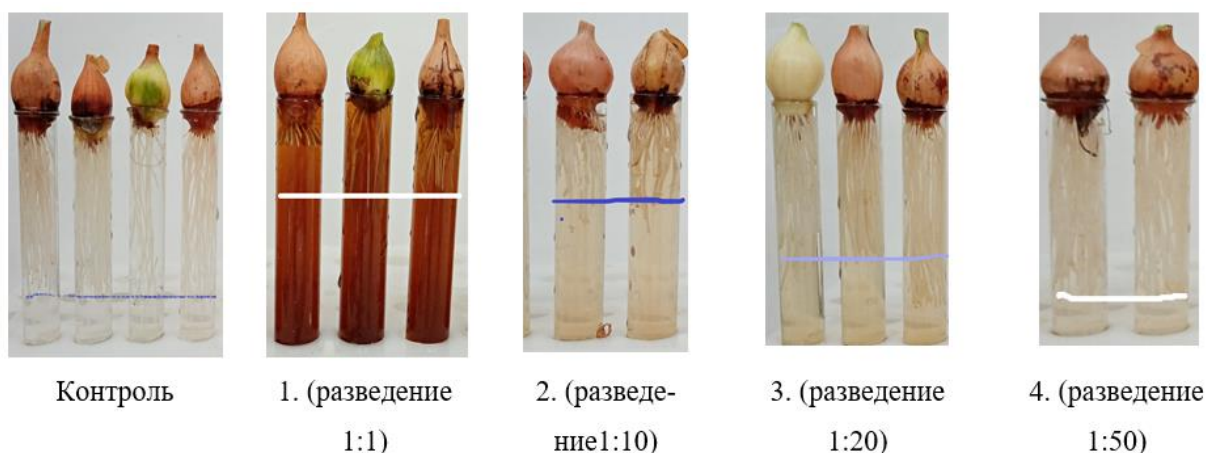 Контроль
1. (разведение
1:1)
2. (разведе-
ние1:10)
3. (разведение
1:20)
4. (разведение
1:50)